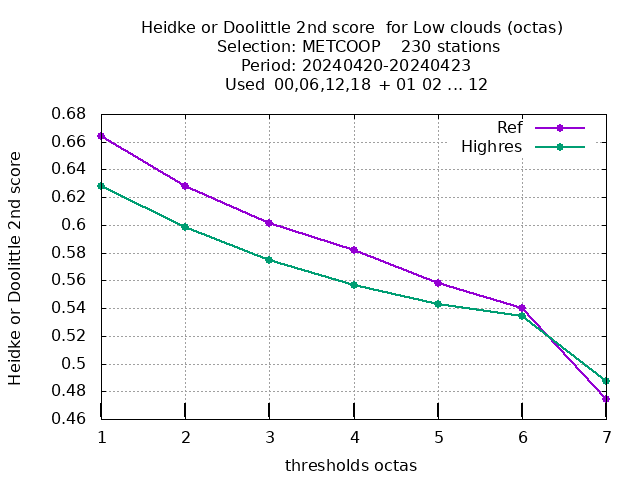 Heidke or Doolittle 2nd score  for Low clouds (octas)
Selection: METCOOP    230 stations
Period: 20240420-20240423
Used  00,06,12,18 + 01 02 ... 12
Ref
Highres
Heidke or Doolittle 2nd score
0.68
0.66
0.64
0.62
0.6
0.58
0.56
0.54
0.52
0.5
0.48
0.46
1 2 3 4 5 6 7
thresholds octas